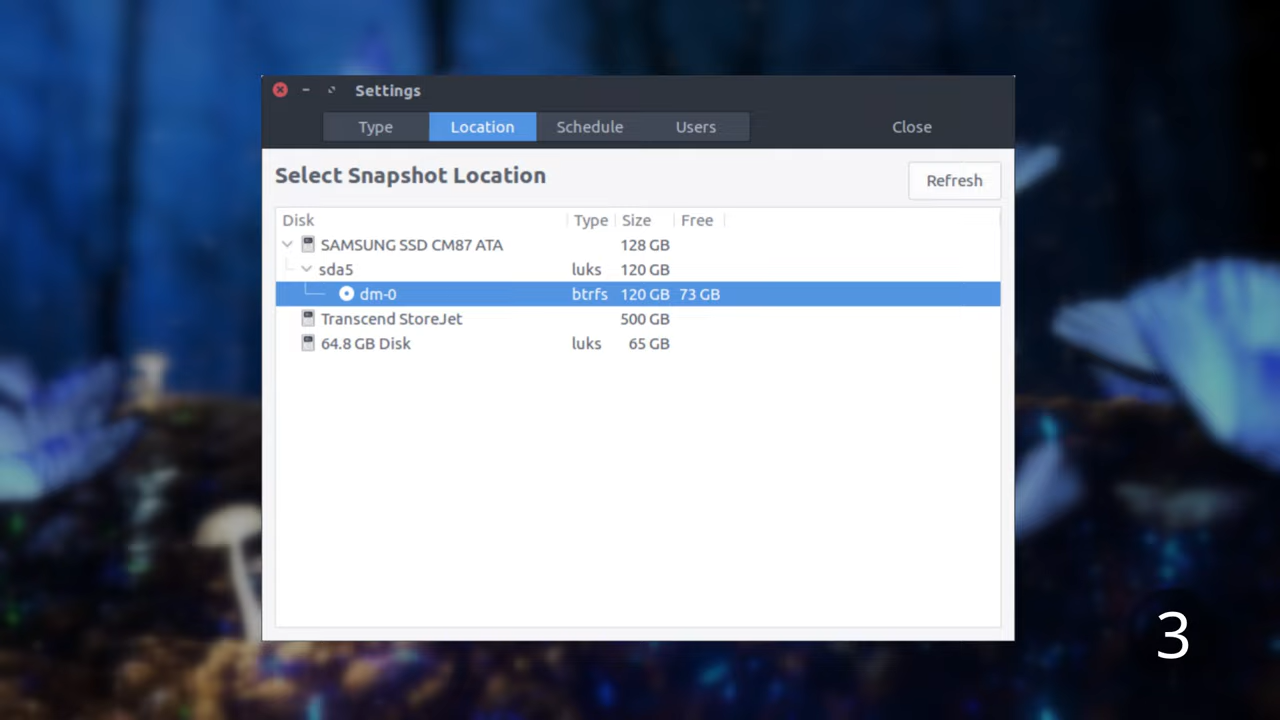 Settings
Type Location Schedule Users Close
Select Snapshot Location
Refresh
Disk Type Size Free
SAMSUNG SSD CM87 ATA 128 GB
sda5 luks 120 GB
dm-0 btrfs 120 GB 73 GB
Transcend StoreJet 500 GB
64.8 GB Disk luks 65 GB
3